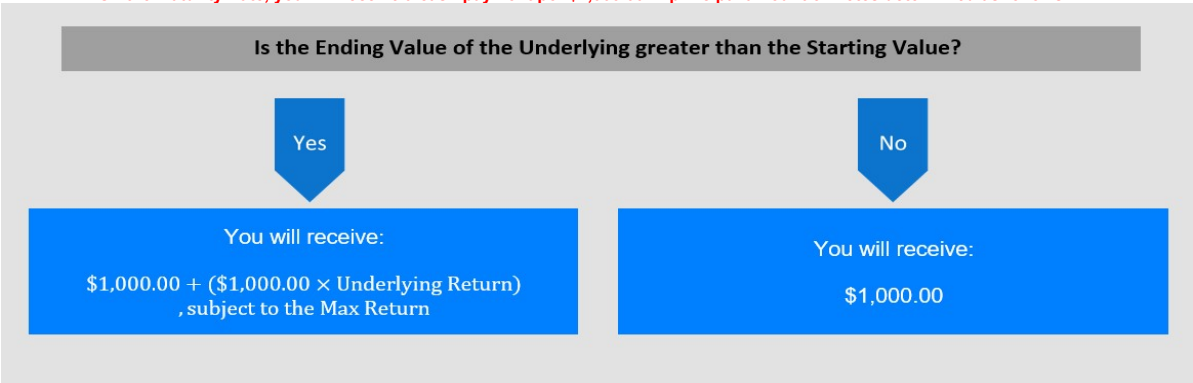 Is the Ending Value of the Underlying greater than the Starting Value?
Yes
No
You will receive:
$1,000.00 + ($1,000.00 × Underlying Return)
, subject to the Max Return
You will receive:
$1,000.00